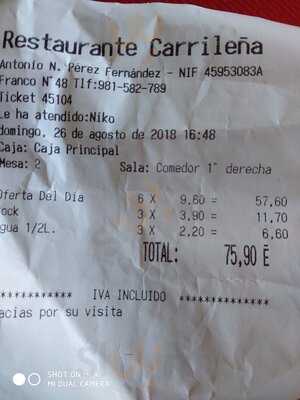 Restaurante Carrileña
Antonio N. Pérez Fernández - NIF 45953083A
Franco Nº48 Tlf:981-582-789
Ticket 45104
Le ha atendido:Niko
domingo, 26 de agosto de 2018 16:48
Caja: Caja Principal
Mesa: 2 Sala: Comedor 1ª derecha
Oferta Del Día 6 X 9,60 = 57,60
ock 3 X 3,90 = 11,70
gua 1/2L. 3 X 2,20 = 6,60
TOTAL: 75,90 €
*********** IVA INCLUIDO **************
acias por su visita
SHOT ON
MI DUAL CAMERA